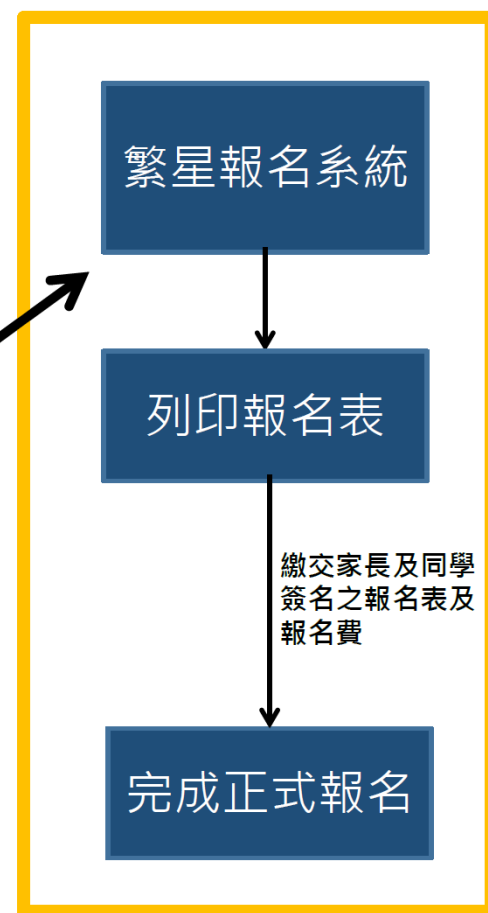 繁星報名系統
列印報名表
繳交家長及同學
簽名之報名表及
報名費
完成正式報名